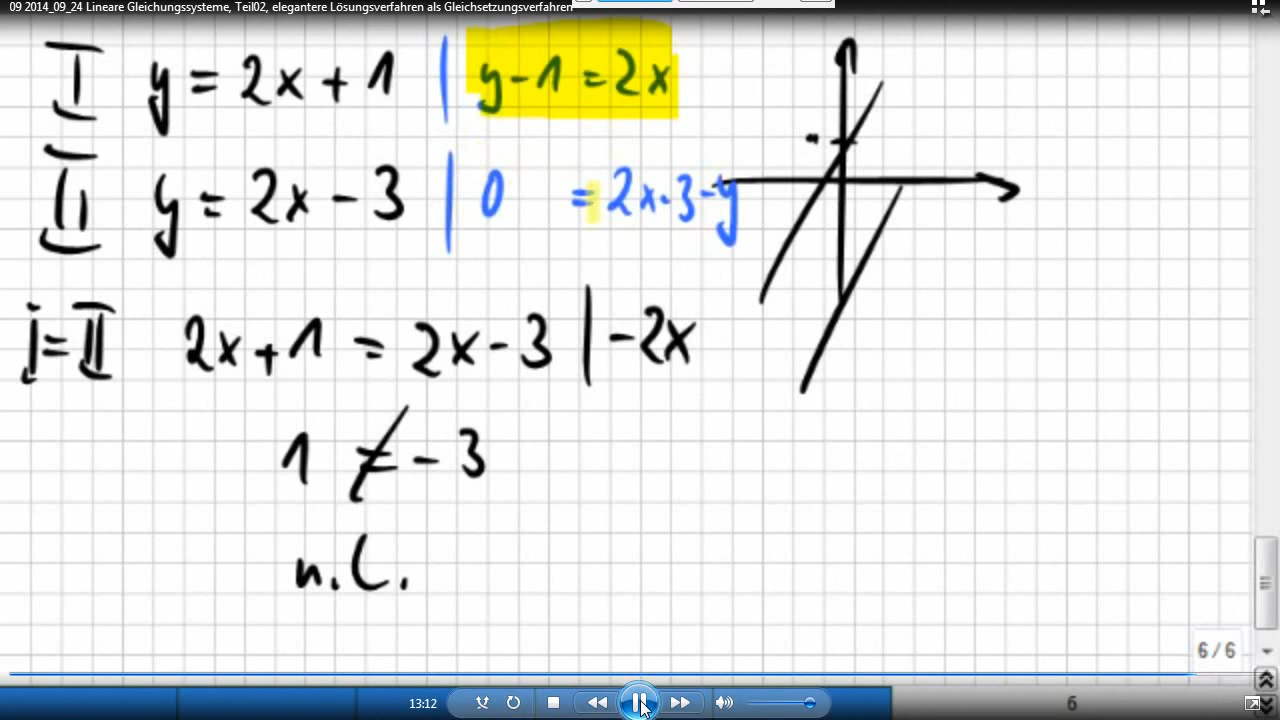 09 2014_09_24 Lineare Gleichungssysteme, Teil02, elegantere Lösungsverfahren als Gleichsetzungsverfahren
I y = 2x + 1 | y - 1 = 2x
II y = 2x - 3 | 0 = 2x - 3 - y
I = II 2x + 1 = 2x - 3 | - 2x
1 ≠ - 3
n.L.
6 / 6
13:12
6